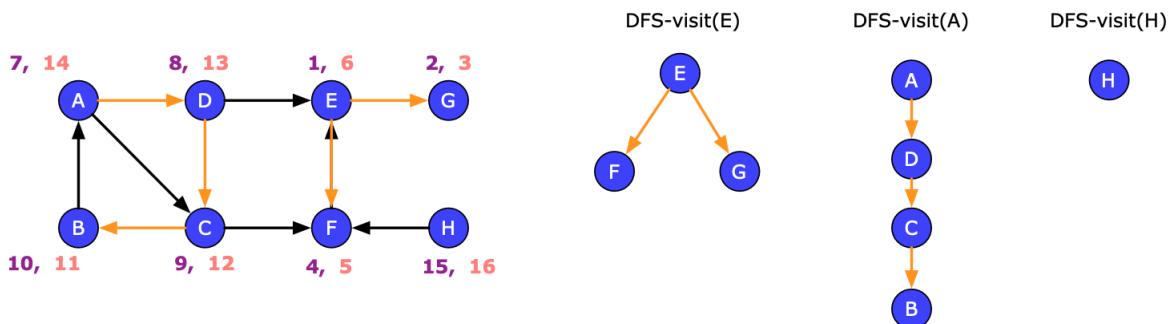 DFS-visit(E) DFS-visit(A) DFS-visit(H)
7, 14 8, 13 1, 6 2, 3
A D E G
B C F H
10, 11 9, 12 4, 5 15, 16
E
F G
A
D
C
B
H